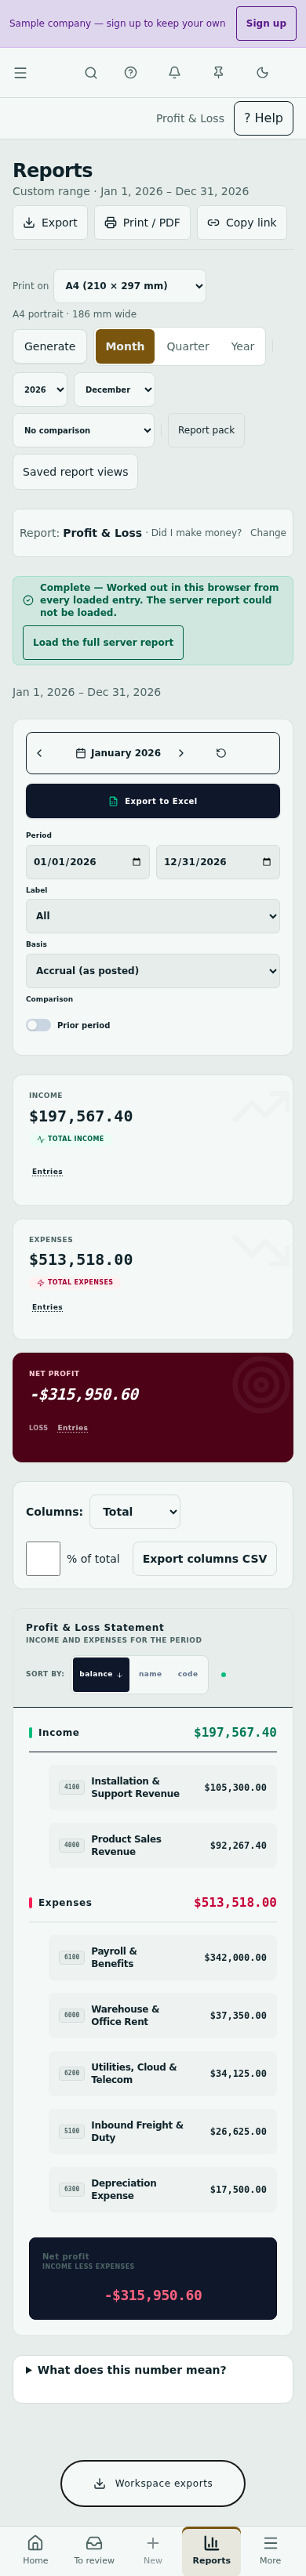 Sample company — sign up to keep your own Sign up
Profit & Loss ? Help
Reports
Custom range · Jan 1, 2026 – Dec 31, 2026
Export Print / PDF Copy link
Print on A4 (210 × 297 mm)
A4 portrait · 186 mm wide
Generate Month Quarter Year
2026 December
No comparison Report pack
Saved report views
Report: Profit & Loss · Did I make money? Change
Complete — Worked out in this browser from
every loaded entry. The server report could
not be loaded.
Load the full server report
Jan 1, 2026 – Dec 31, 2026
January 2026
Export to Excel
Period
01/01/2026 12/31/2026
Label
All
Basis
Accrual (as posted)
Comparison
Prior period
INCOME
$197,567.40
TOTAL INCOME
Entries
EXPENSES
$513,518.00
TOTAL EXPENSES
Entries
NET PROFIT
-$315,950.60
LOSS Entries
Columns: Total
% of total Export columns CSV
Profit & Loss Statement
INCOME AND EXPENSES FOR THE PERIOD
SORT BY: balance ↓ name code
Income $197,567.40
4100 Installation &
Support Revenue $105,300.00
4000 Product Sales
Revenue $92,267.40
Expenses $513,518.00
6100 Payroll &
Benefits $342,000.00
6000 Warehouse &
Office Rent $37,350.00
6200 Utilities, Cloud &
Telecom $34,125.00
5100 Inbound Freight &
Duty $26,625.00
6300 Depreciation
Expense $17,500.00
Net profit
INCOME LESS EXPENSES
-$315,950.60
What does this number mean?
Workspace exports
Home To review New Reports More